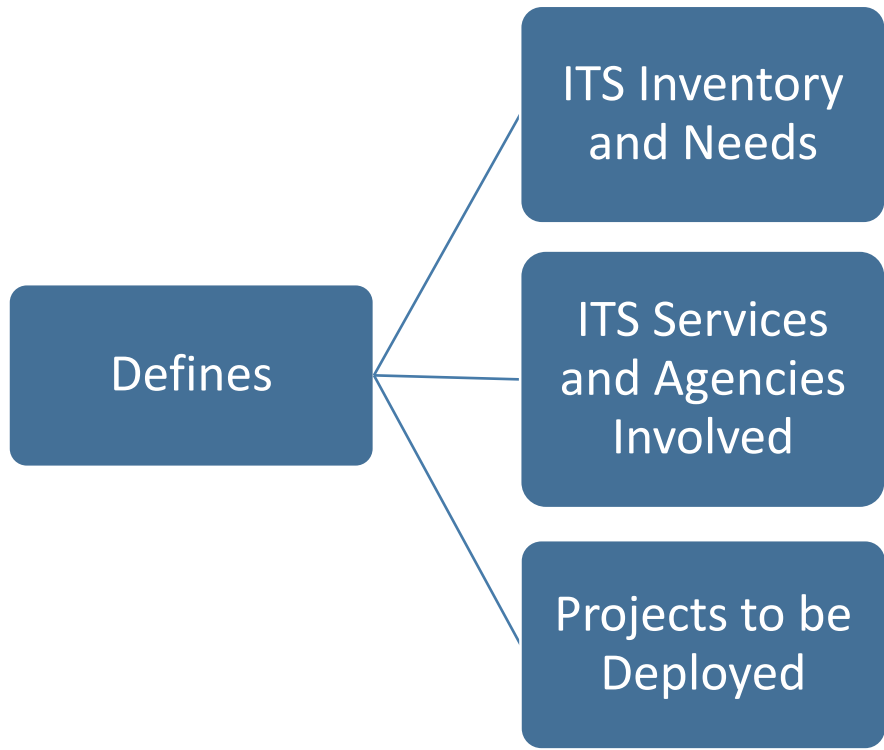 ITS Inventory
and Needs
Defines
ITS Services
and Agencies
Involved
Projects to be
Deployed